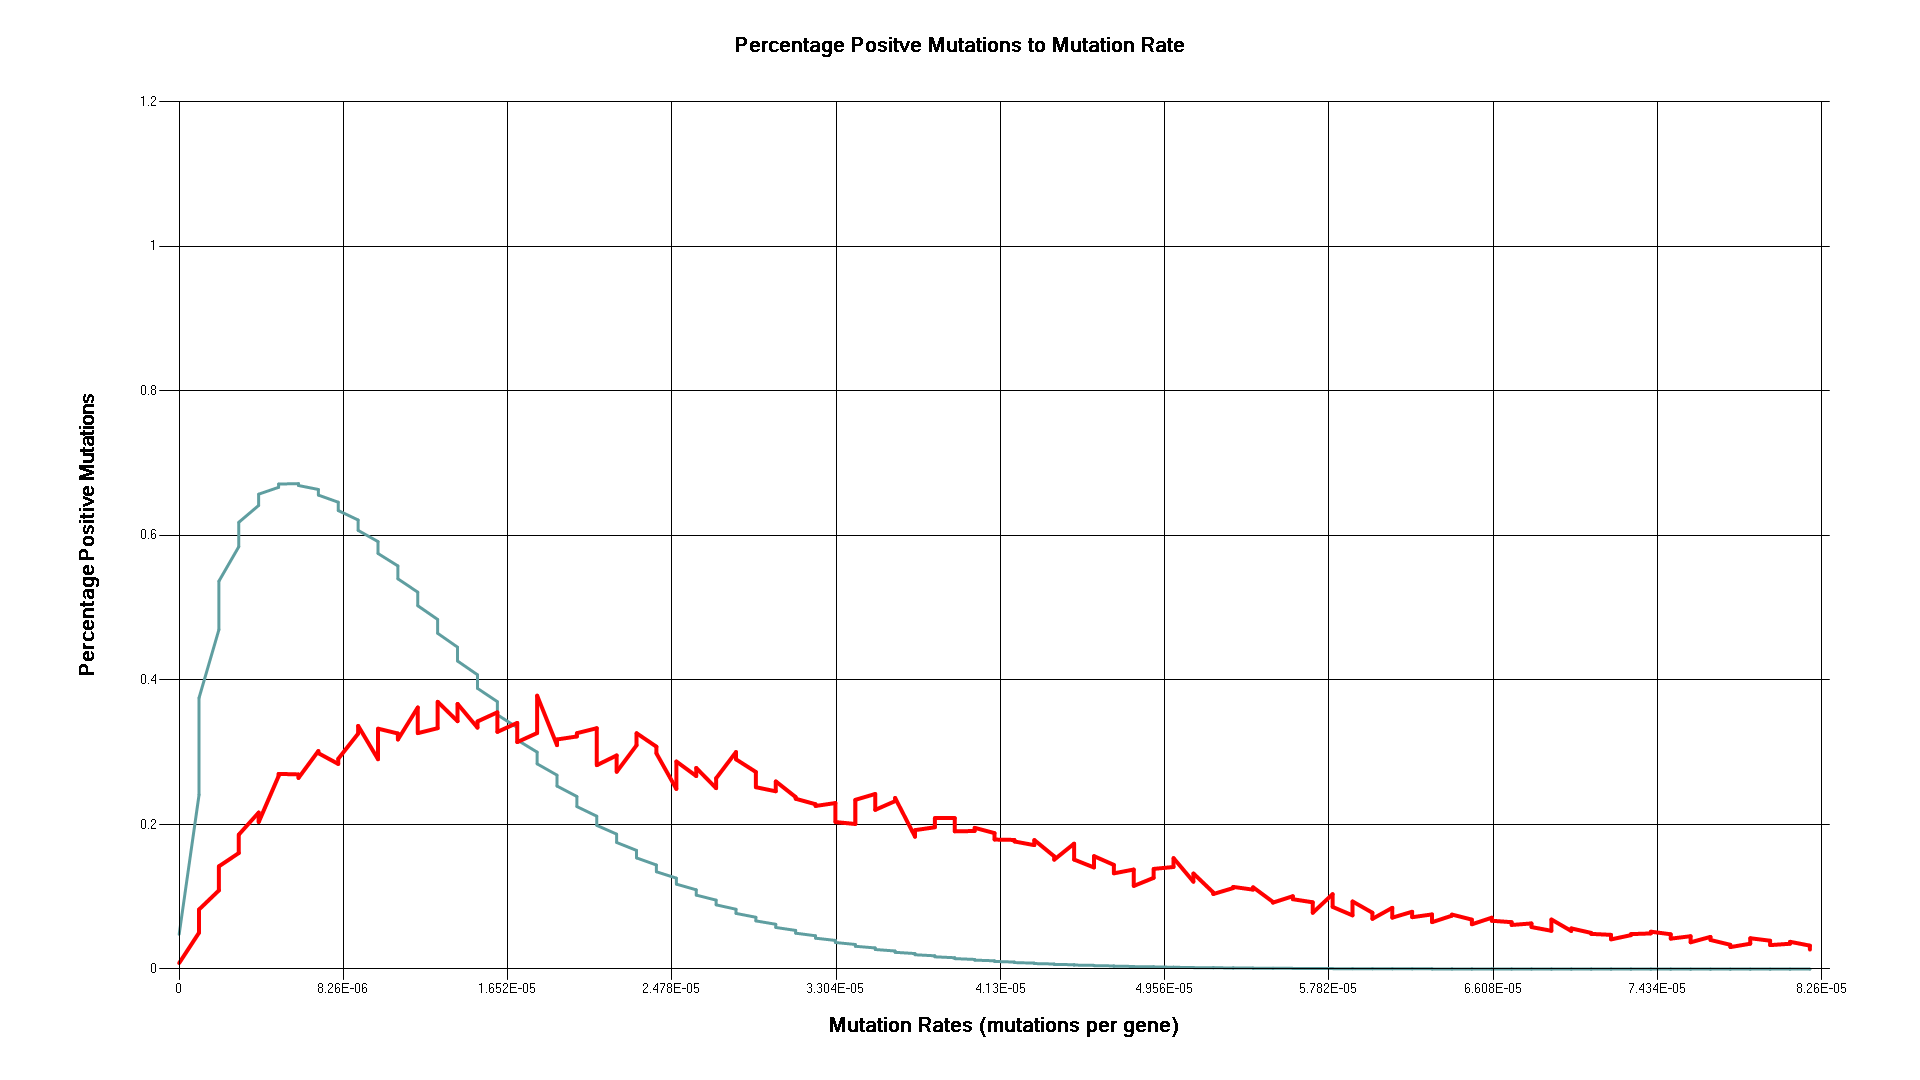 Percentage Positve Mutations to Mutation Rate
1.2
1
0.8
0.6
0.4
0.2
0
Percentage Positive Mutations
0 8.26E-06 1.652E-05 2.478E-05 3.304E-05 4.13E-05 4.956E-05 5.782E-05 6.608E-05 7.434E-05 8.26E-05
Mutation Rates (mutations per gene)